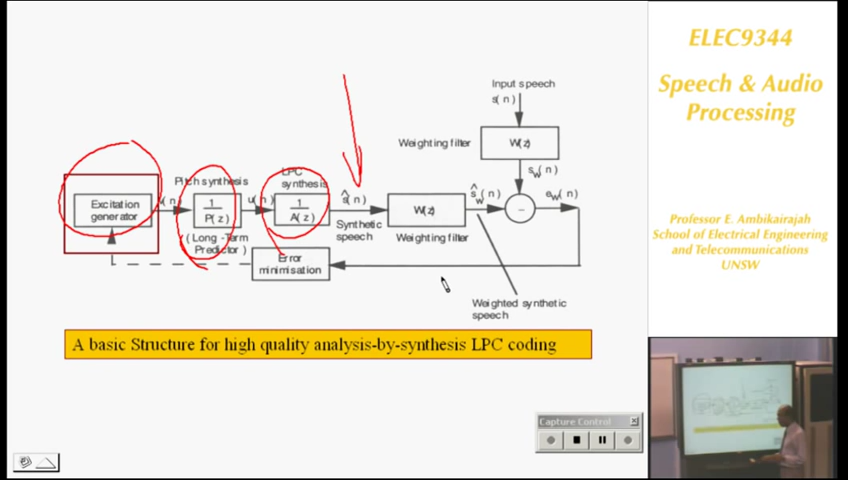 ELEC9344
Speech & Audio
Processing
Professor E. Ambikairajah
School of Electrical Engineering
and Telecommunications
UNSW
Input speech
s( n )
Weighting filter
W(z)
s_w( n )
Pitch synthesis
LPC
synthesis
Excitation
generator
1
P( z )
u( n )
1
A( z )
ŝ( n )
W(z)
ŝ_w( n )
−
e_w( n )
( Long -Term
Predictor )
Synthetic
speech
Weighting filter
Error
minimisation
Weighted synthetic
speech
A basic Structure for high quality analysis-by-synthesis LPC coding
Capture Control